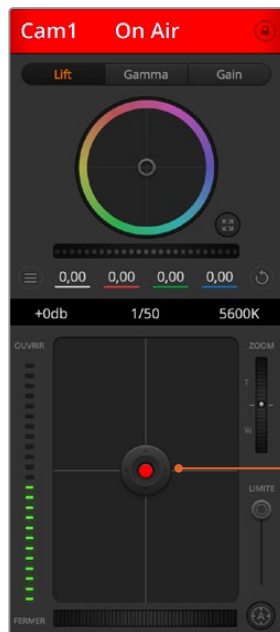 Cam1 On Air
Lift Gamma Gain
0,00 0,00 0,00 0,00
+0db 1/50 5600K
OUVRIR ZOOM
T
W
LIMITE
FERMER A